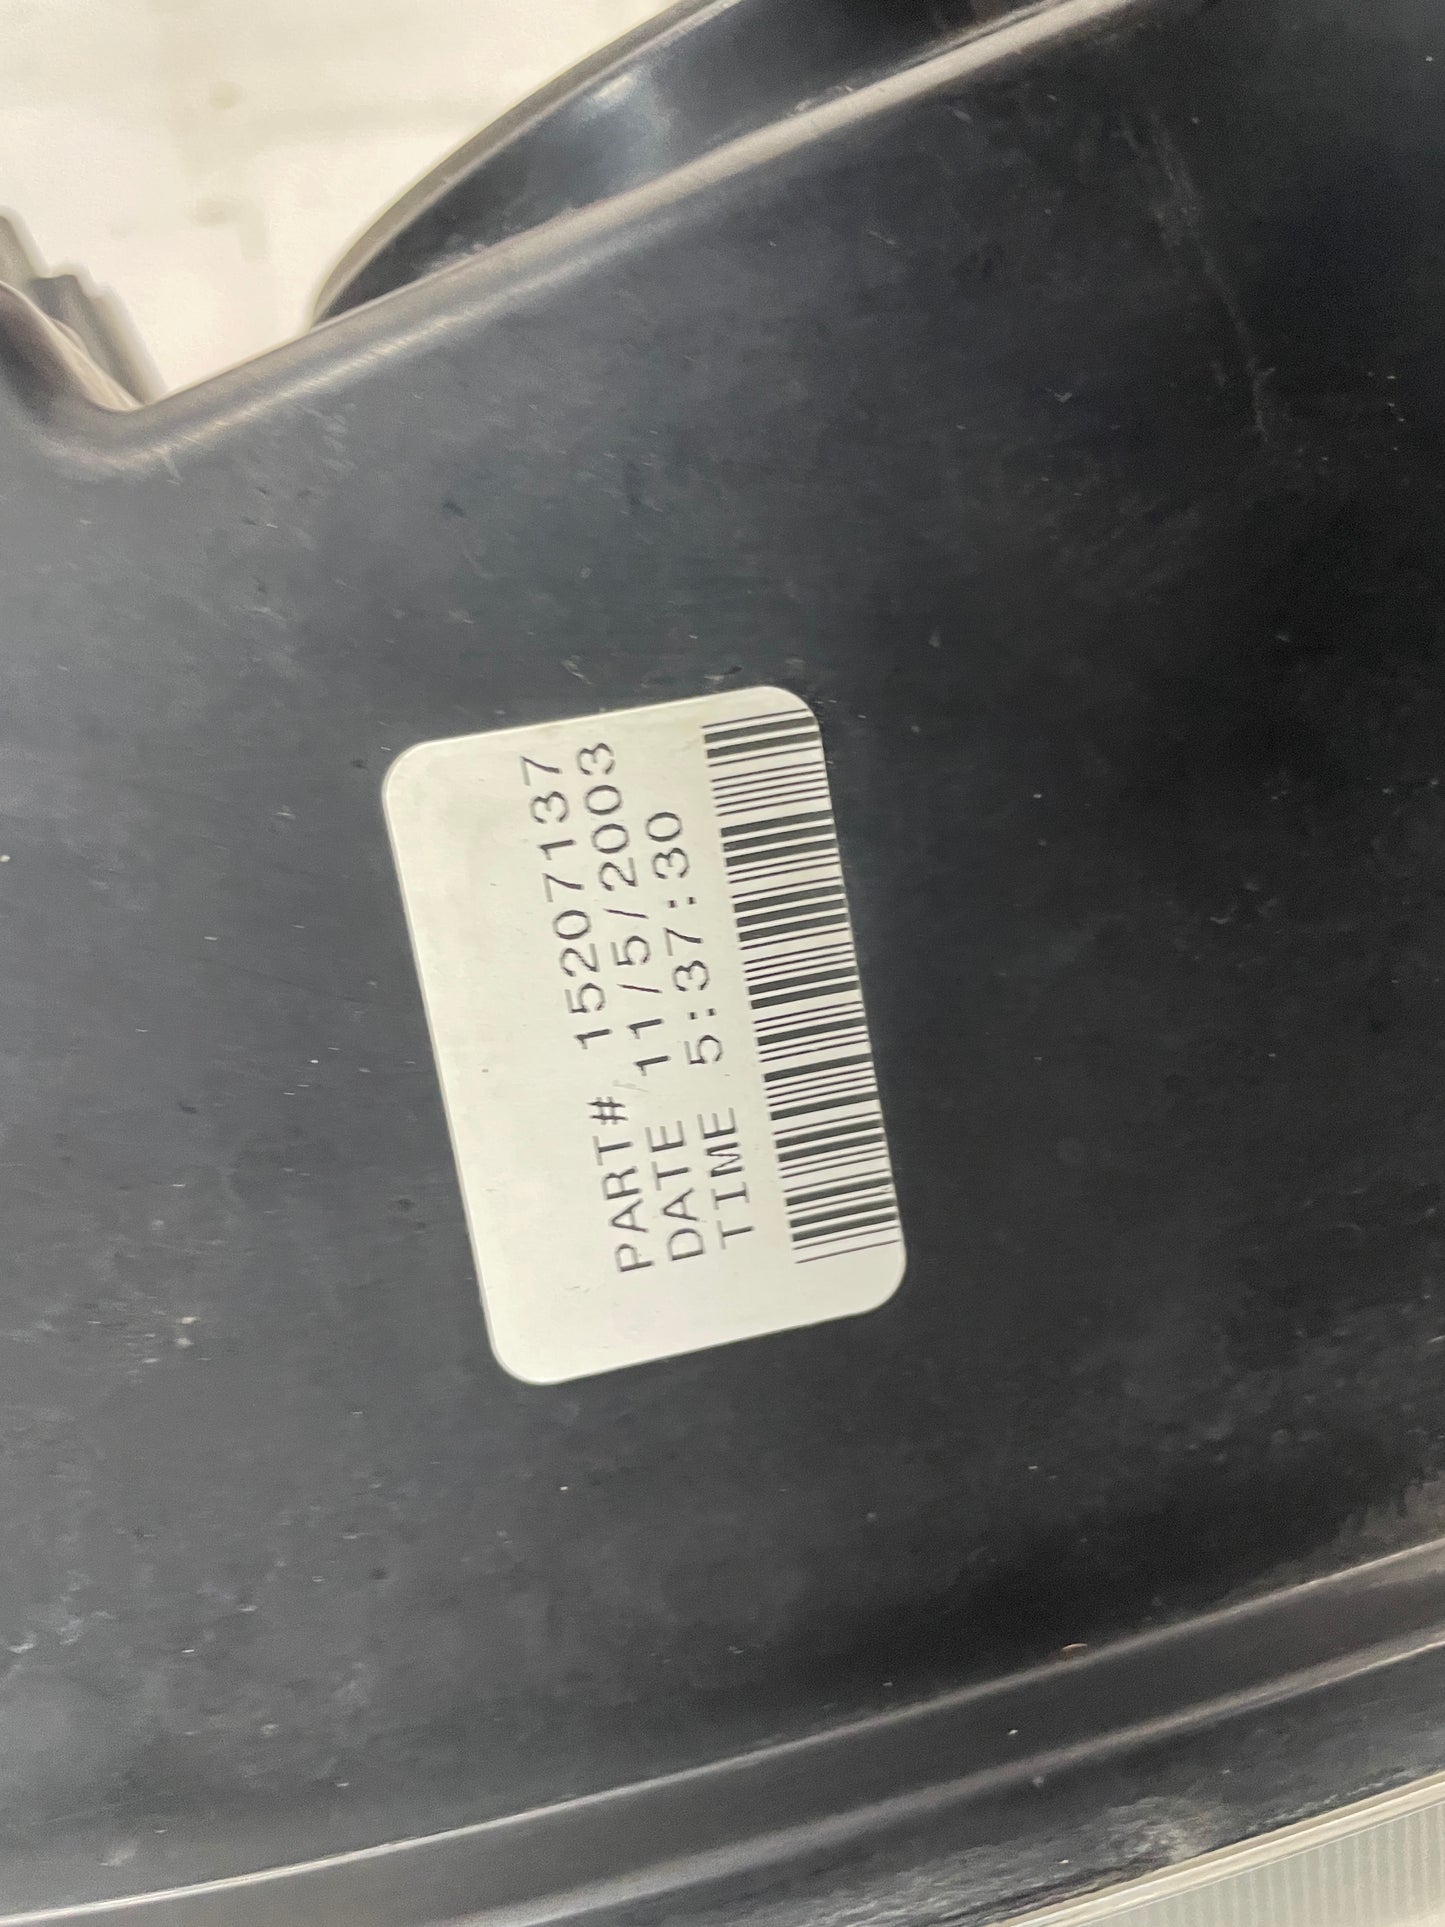 PART# 15207137
DATE 11/5/2003
TIME 5:37:30